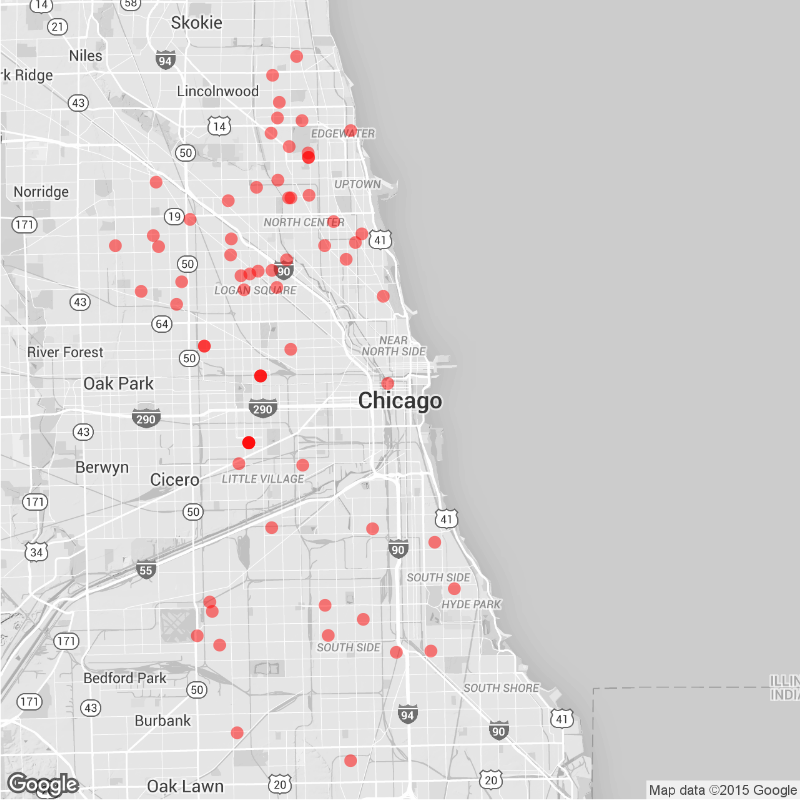 14
58
Skokie
21
Niles
94
rk Ridge
Lincolnwood
43
14
EDGEWATER
50
Norridge
UPTOWN
19
171
NORTH CENTER
41
50
90
LOGAN SQUARE
43
64
NEAR
NORTH SIDE
River Forest
50
Oak Park
Chicago
290
290
43
Berwyn
Cicero
LITTLE VILLAGE
171
50
41
34
90
55
SOUTH SIDE
HYDE PARK
171
SOUTH SIDE
Bedford Park
ILLIN
INDIA
50
SOUTH SHORE
171
43
94
Burbank
41
90
Google
Oak Lawn
20
20
Map data ©2015 Google